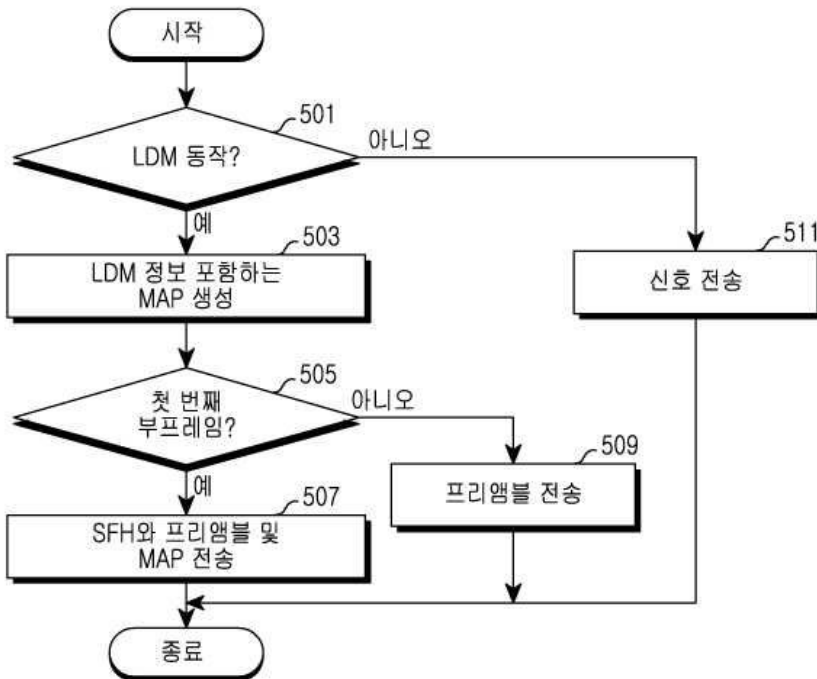 시작
501
LDM 동작?
아니오
예
503
LDM 정보 포함하는
MAP 생성
511
신호 전송
505
첫 번째
부프레임?
아니오
예
509
프리앰블 전송
507
SFH와 프리앰블 및
MAP 전송
종료